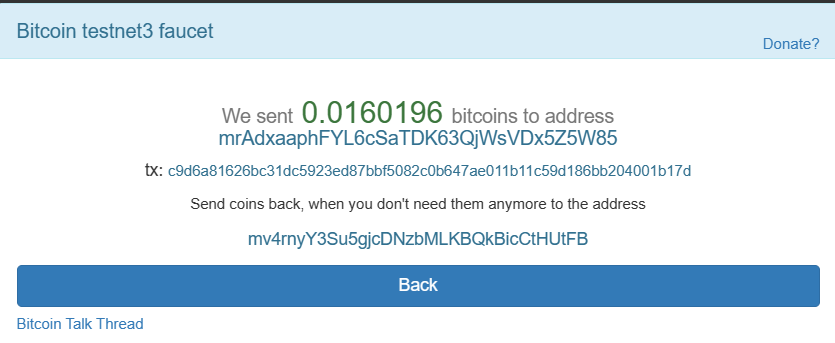 Bitcoin testnet3 faucet
Donate?
We sent 0.0160196 bitcoins to address
mrAdxaaphFYL6cSaTDK63QjWsVDx5Z5W85
tx: c9d6a81626bc31dc5923ed87bbf5082c0b647ae011b11c59d186bb204001b17d
Send coins back, when you don't need them anymore to the address
mv4rnyY3Su5gjcDNzbMLKBQkBicCtHUtFB
Back
Bitcoin Talk Thread